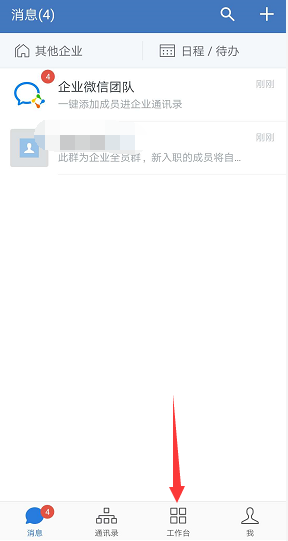 消息(4)
其他企业
日程 / 待办
4
企业微信团队
刚刚
一键添加成员进企业通讯录
刚刚
此群为企业全员群，新入职的成员将自...
4
消息
通讯录
工作台
我